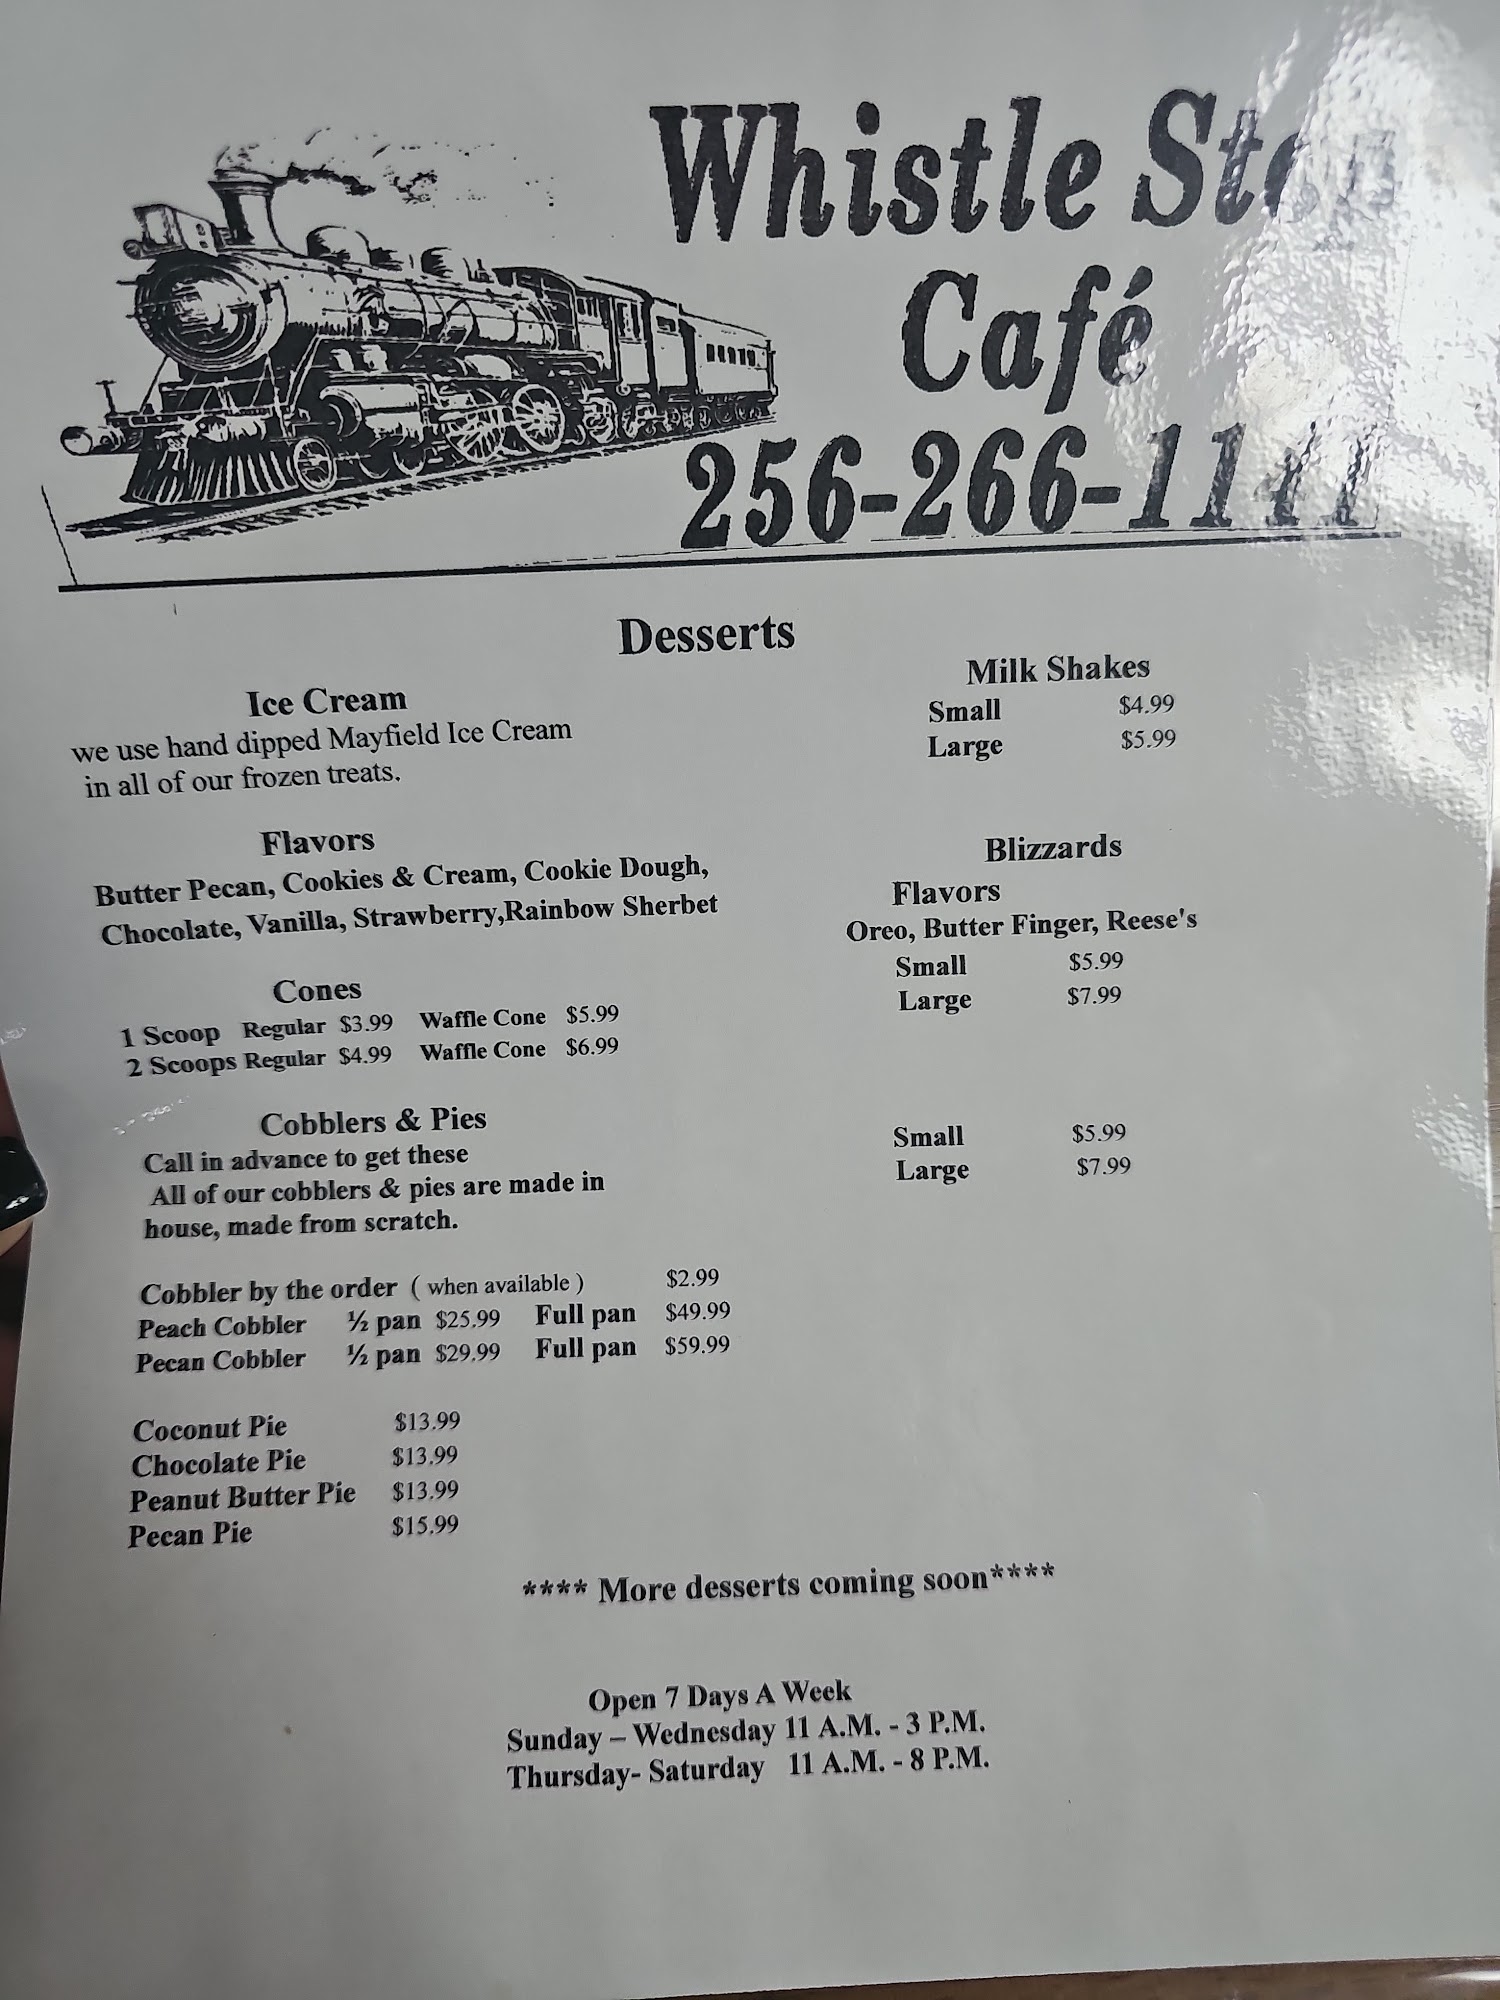 Whistle Stop
Café
256-266-1141
Desserts
Ice Cream
we use hand dipped Mayfield Ice Cream
in all of our frozen treats.
Flavors
Butter Pecan, Cookies & Cream, Cookie Dough,
Chocolate, Vanilla, Strawberry,Rainbow Sherbet
Cones
1 Scoop Regular $3.99 Waffle Cone $5.99
2 Scoops Regular $4.99 Waffle Cone $6.99
Cobblers & Pies
Call in advance to get these
All of our cobblers & pies are made in
house, made from scratch.
Cobbler by the order ( when available ) $2.99
Peach Cobbler ½ pan $25.99 Full pan $49.99
Pecan Cobbler ½ pan $29.99 Full pan $59.99
Coconut Pie $13.99
Chocolate Pie $13.99
Peanut Butter Pie $13.99
Pecan Pie $15.99
Milk Shakes
Small $4.99
Large $5.99
Blizzards
Flavors
Oreo, Butter Finger, Reese's
Small $5.99
Large $7.99
Small $5.99
Large $7.99
**** More desserts coming soon****
Open 7 Days A Week
Sunday – Wednesday 11 A.M. - 3 P.M.
Thursday- Saturday 11 A.M. - 8 P.M.